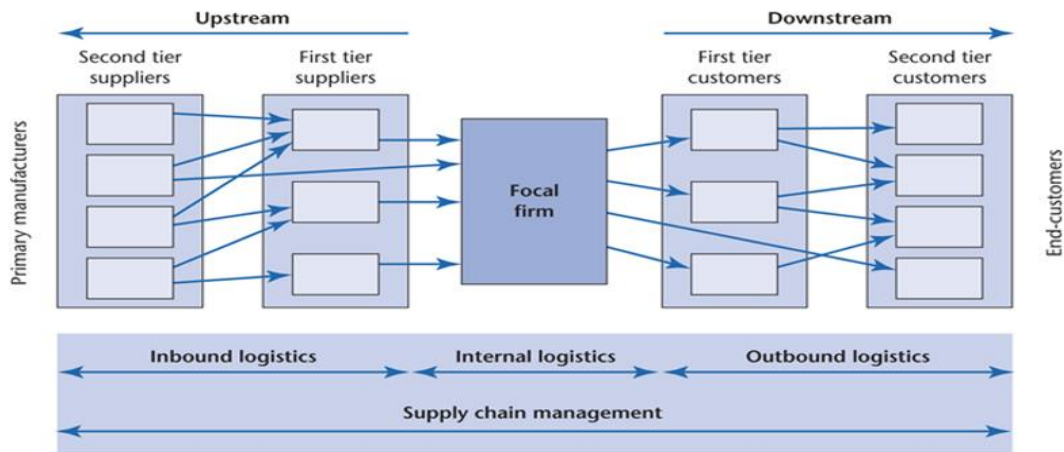 Upstream
Downstream
Second tier
suppliers
First tier
suppliers
First tier
customers
Second tier
customers
Primary manufacturers
Focal
firm
End-customers
Inbound logistics
Internal logistics
Outbound logistics
Supply chain management